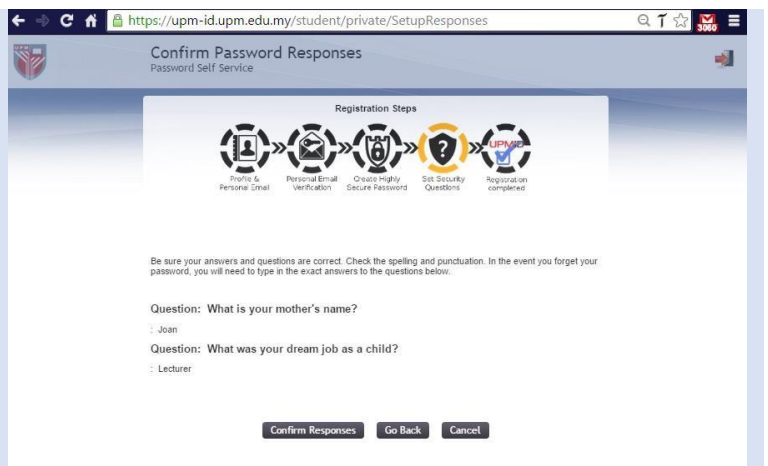 https://upm-id.upm.edu.my/student/private/SetupResponses
3060
Confirm Password Responses
Password Self Service
Registration Steps
UPMID
Profile & Personal Email
Personal Email Verification
Create Highly Secure Password
Set Security Questions
Registration completed
Be sure your answers and questions are correct. Check the spelling and punctuation. In the event you forget your
password, you will need to type in the exact answers to the questions below.
Question: What is your mother's name?
: Joan
Question: What was your dream job as a child?
: Lecturer
Confirm Responses Go Back Cancel